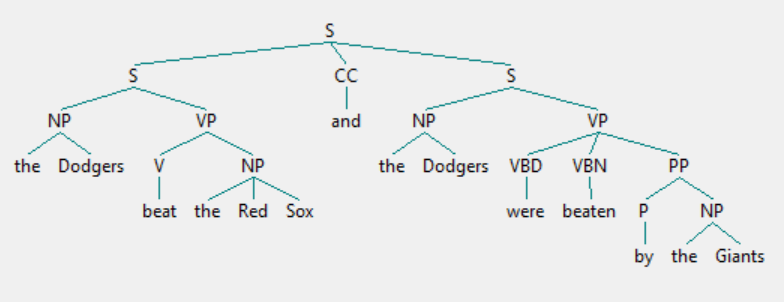 S
S CC S
NP VP and NP VP
the Dodgers V NP the Dodgers VBD VBN PP
beat the Red Sox were beaten P NP
by the Giants